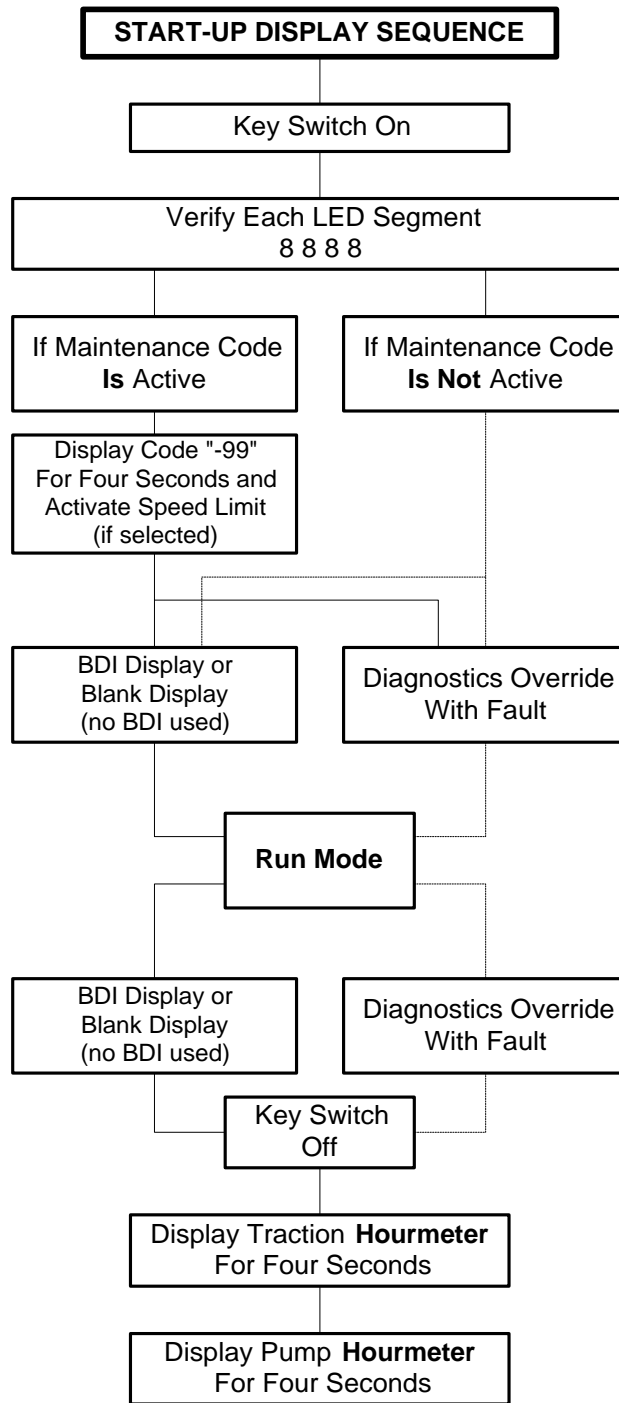 START-UP DISPLAY SEQUENCE
Key Switch On
Verify Each LED Segment
8 8 8 8
If Maintenance Code
Is Active
If Maintenance Code
Is Not Active
Display Code "-99"
For Four Seconds and
Activate Speed Limit
(if selected)
BDI Display or
Blank Display
(no BDI used)
Diagnostics Override
With Fault
Run Mode
BDI Display or
Blank Display
(no BDI used)
Diagnostics Override
With Fault
Key Switch
Off
Display Traction Hourmeter
For Four Seconds
Display Pump Hourmeter
For Four Seconds